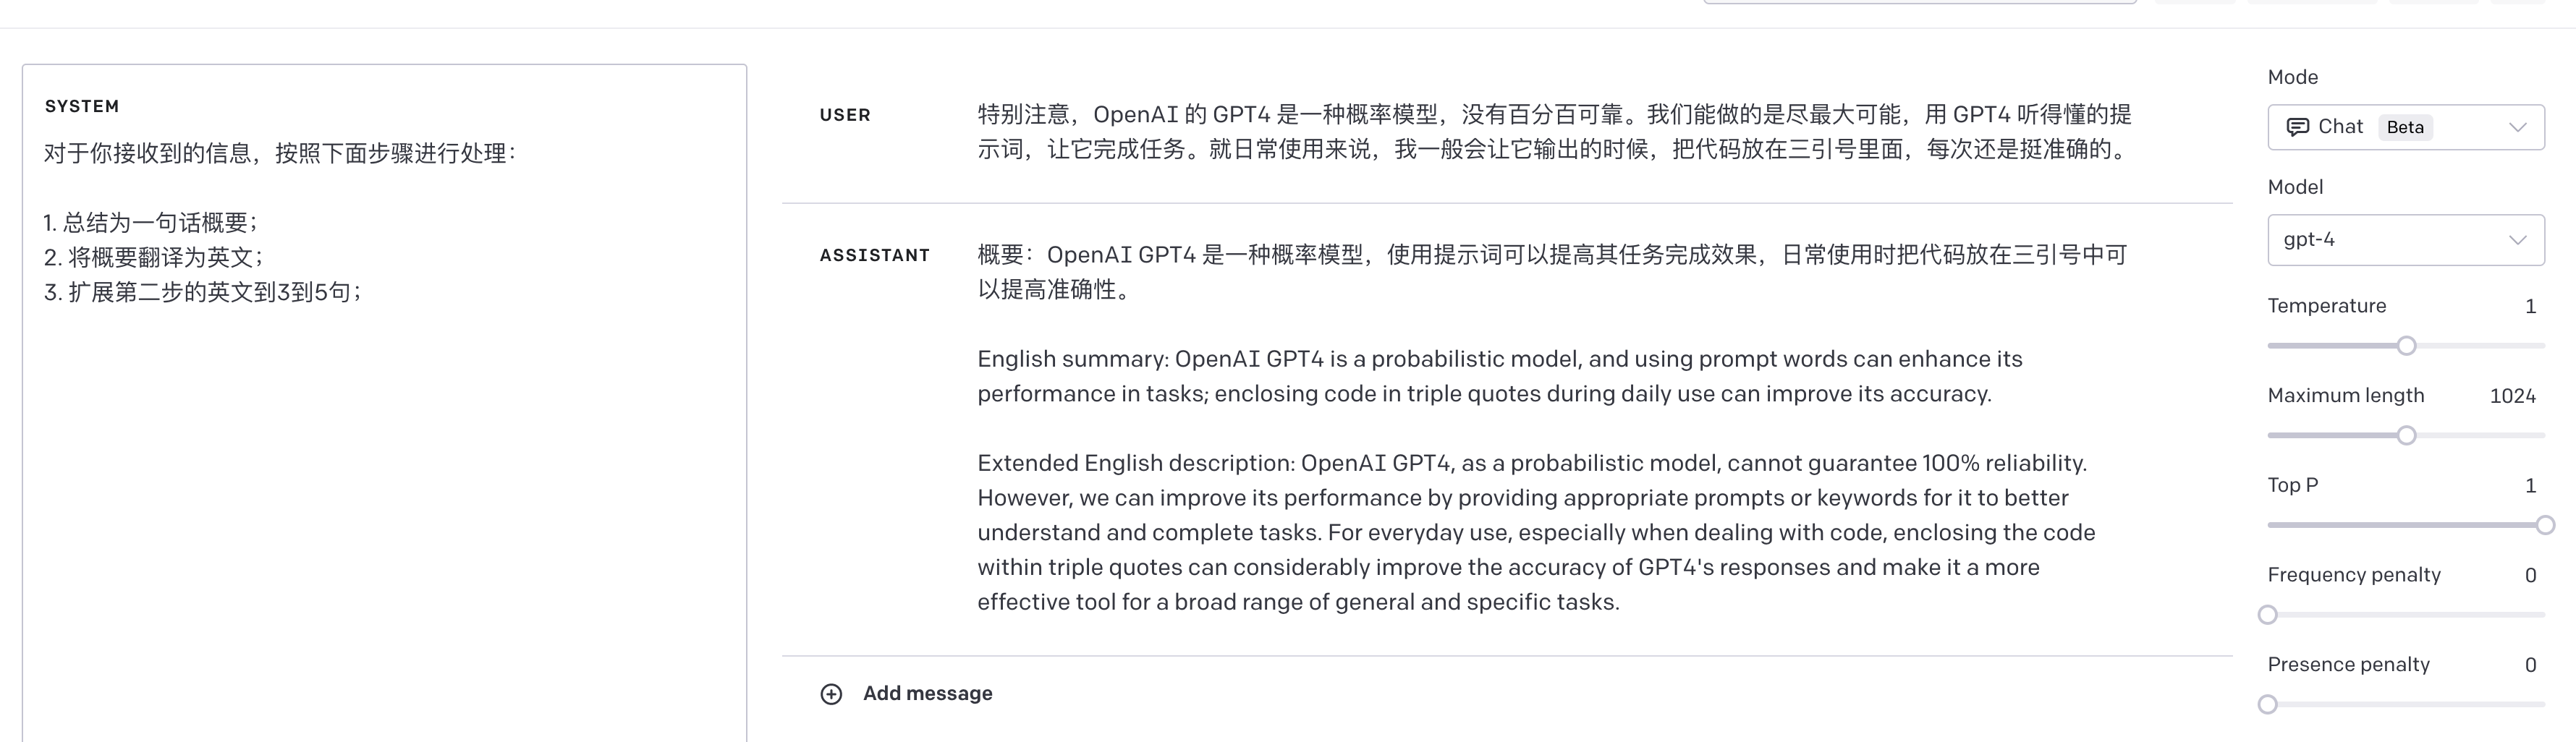 SYSTEM
对于你接收到的信息，按照下面步骤进行处理：
1. 总结为一句话概要；
2. 将概要翻译为英文；
3. 扩展第二步的英文到3到5句；
USER
特别注意，OpenAI 的 GPT4 是一种概率模型，没有百分百可靠。我们能做的是尽最大可能，用 GPT4 听得懂的提
示词，让它完成任务。就日常使用来说，我一般会让它输出的时候，把代码放在三引号里面，每次还是挺准确的。
ASSISTANT
概要：OpenAI GPT4 是一种概率模型，使用提示词可以提高其任务完成效果，日常使用时把代码放在三引号中可
以提高准确性。
English summary: OpenAI GPT4 is a probabilistic model, and using prompt words can enhance its
performance in tasks; enclosing code in triple quotes during daily use can improve its accuracy.
Extended English description: OpenAI GPT4, as a probabilistic model, cannot guarantee 100% reliability.
However, we can improve its performance by providing appropriate prompts or keywords for it to better
understand and complete tasks. For everyday use, especially when dealing with code, enclosing the code
within triple quotes can considerably improve the accuracy of GPT4's responses and make it a more
effective tool for a broad range of general and specific tasks.
Add message
Mode
Chat Beta
Model
gpt-4
Temperature 1
Maximum length 1024
Top P 1
Frequency penalty 0
Presence penalty 0